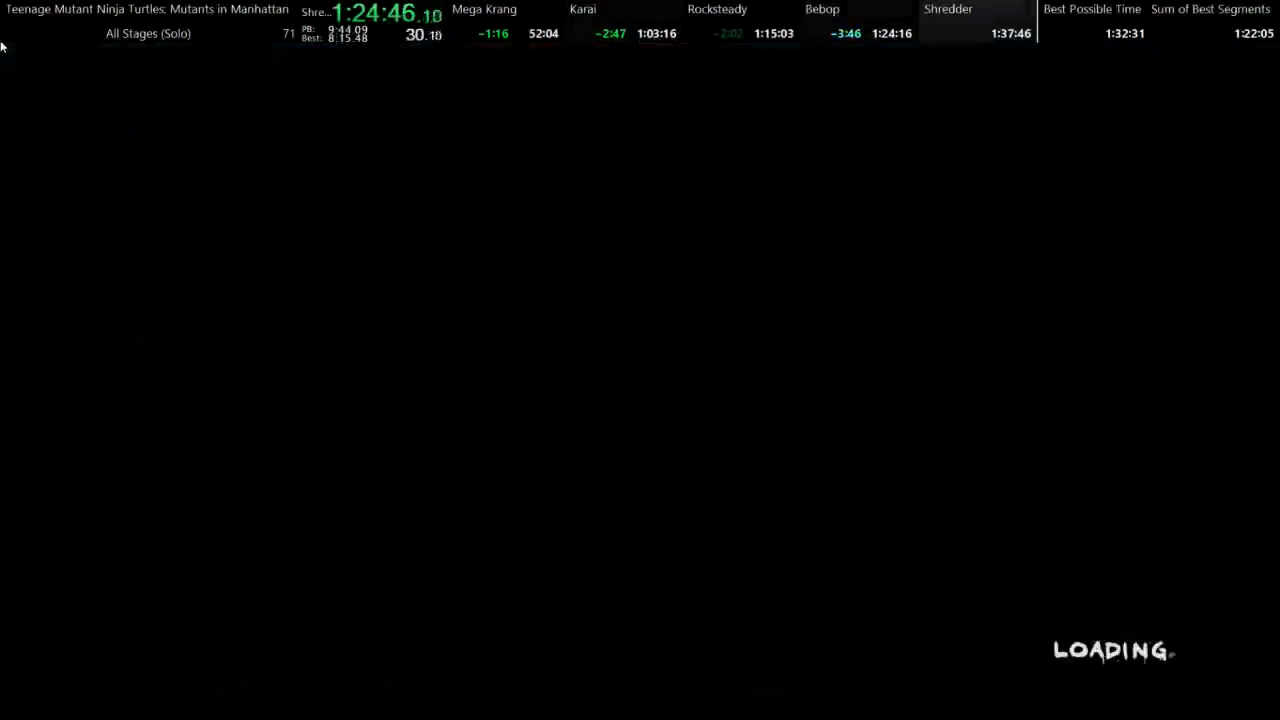 Teenage Mutant Ninja Turtles: Mutants in Manhattan
All Stages (Solo) 71
Shre... 1:24:46.10
PB: 9:44.09
Best: 8:15.48
30.10
Mega Krang
-1:16 52:04
Karai
-2:47 1:03:16
Rocksteady
-2:02 1:15:03
Bebop
-3:46 1:24:16
Shredder
1:37:46
Best Possible Time
1:32:31
Sum of Best Segments
1:22:05
LOADING.